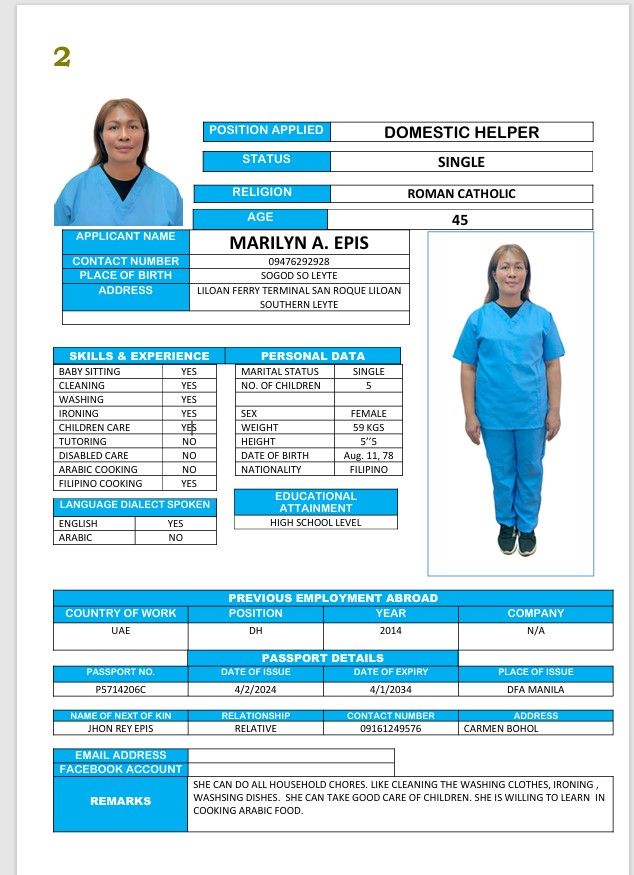 2
POSITION APPLIED DOMESTIC HELPER
STATUS SINGLE
RELIGION ROMAN CATHOLIC
AGE 45
APPLICANT NAME MARILYN A. EPIS
CONTACT NUMBER 09476292928
PLACE OF BIRTH SOGOD SO LEYTE
ADDRESS LILOAN FERRY TERMINAL SAN ROQUE LILOAN
SOUTHERN LEYTE
SKILLS & EXPERIENCE
BABY SITTING YES
CLEANING YES
WASHING YES
IRONING YES
CHILDREN CARE YES
TUTORING NO
DISABLED CARE NO
ARABIC COOKING NO
FILIPINO COOKING YES
LANGUAGE DIALECT SPOKEN
ENGLISH YES
ARABIC NO
PERSONAL DATA
MARITAL STATUS SINGLE
NO. OF CHILDREN 5
SEX FEMALE
WEIGHT 59 KGS
HEIGHT 5’’5
DATE OF BIRTH Aug. 11, 78
NATIONALITY FILIPINO
EDUCATIONAL
ATTAINMENT
HIGH SCHOOL LEVEL
PREVIOUS EMPLOYMENT ABROAD
COUNTRY OF WORK POSITION YEAR COMPANY
UAE DH 2014 N/A
PASSPORT DETAILS
PASSPORT NO. DATE OF ISSUE DATE OF EXPIRY PLACE OF ISSUE
P5714206C 4/2/2024 4/1/2034 DFA MANILA
NAME OF NEXT OF KIN RELATIONSHIP CONTACT NUMBER ADDRESS
JHON REY EPIS RELATIVE 09161249576 CARMEN BOHOL
EMAIL ADDRESS
FACEBOOK ACCOUNT
REMARKS
SHE CAN DO ALL HOUSEHOLD CHORES. LIKE CLEANING THE WASHING CLOTHES, IRONING ,
WASHSING DISHES. SHE CAN TAKE GOOD CARE OF CHILDREN. SHE IS WILLING TO LEARN IN
COOKING ARABIC FOOD.